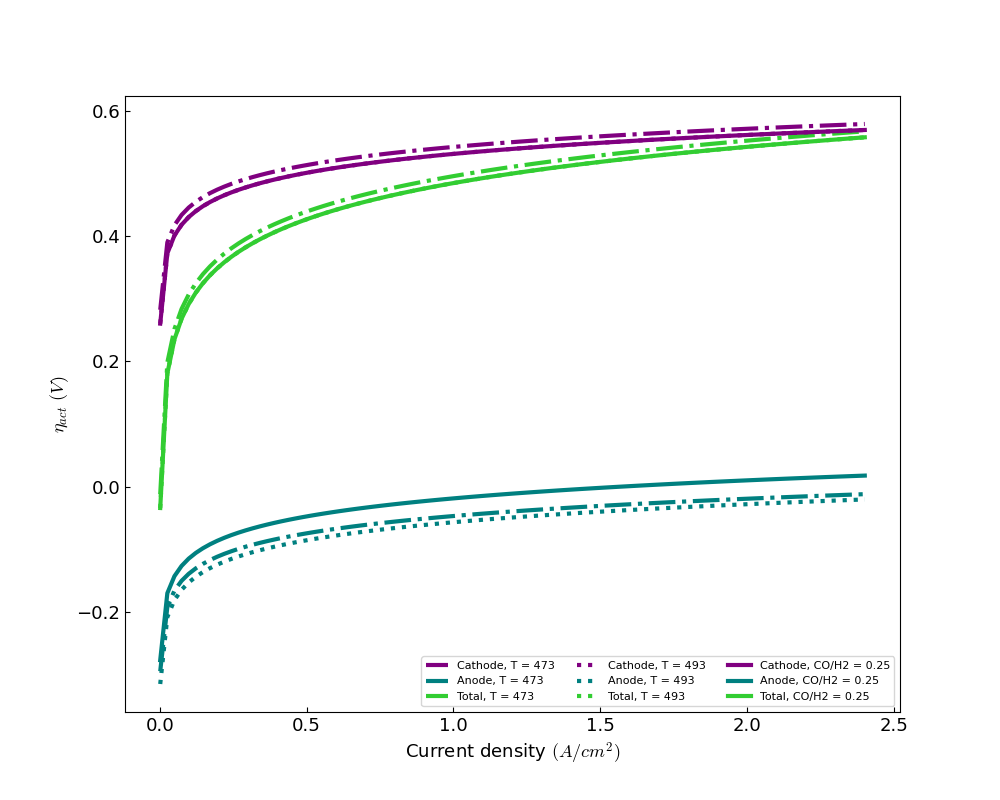 0.6
0.4
0.2
0.0
−0.2
η_act (V)
0.0 0.5 1.0 1.5 2.0 2.5
Current density (A/cm²)
Cathode, T = 473 Cathode, T = 493 Cathode, CO/H2 = 0.25
Anode, T = 473 Anode, T = 493 Anode, CO/H2 = 0.25
Total, T = 473 Total, T = 493 Total, CO/H2 = 0.25